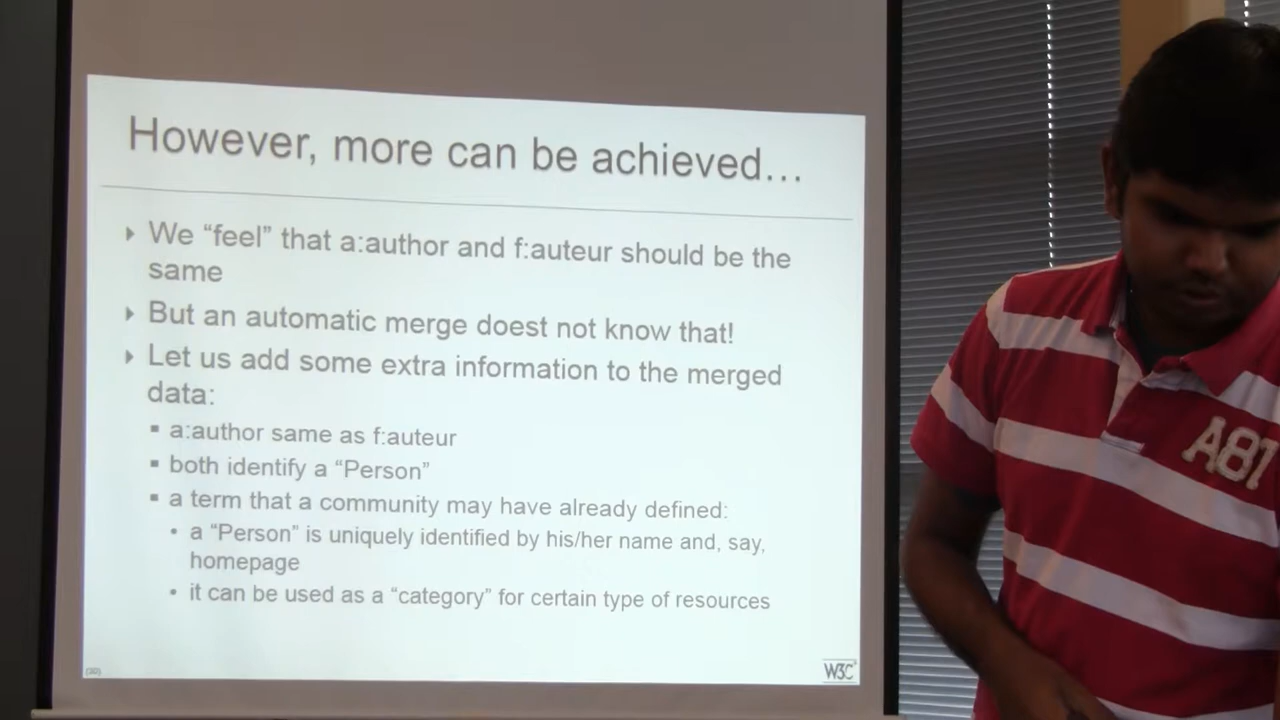 However, more can be achieved…
We “feel” that a:author and f:auteur should be the
same
But an automatic merge doest not know that!
Let us add some extra information to the merged
data:
a:author same as f:auteur
both identify a “Person”
a term that a community may have already defined:
a “Person” is uniquely identified by his/her name and, say,
homepage
it can be used as a “category” for certain type of resources
(30)
W3C
A81